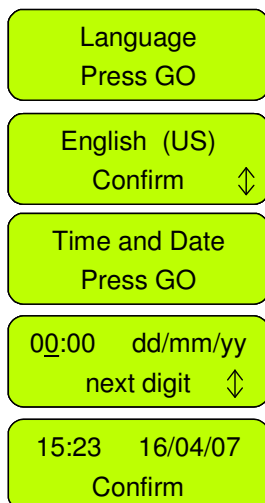 Language
Press GO
English (US)
Confirm ↕
Time and Date
Press GO
00:00 dd/mm/yy
next digit ↕
15:23 16/04/07
Confirm